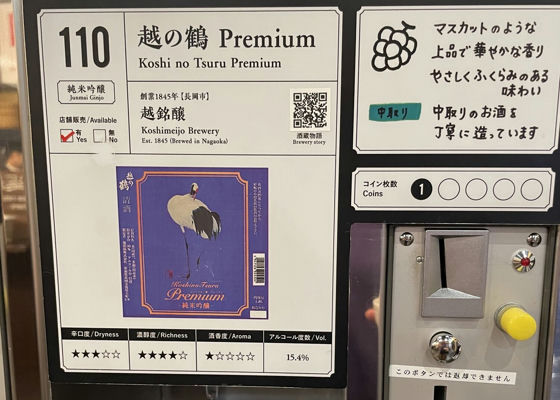 110
越の鶴 Premium
Koshi no Tsuru Premium
純米吟醸
Junmai Ginjo
店舗販売/Available
有
Yes
無
No
創業1845年【長岡市】
越銘醸
Koshimeijo Brewery
Est. 1845 (Brewed in Nagaoka)
酒蔵物語
Brewery story
越の鶴
清酒
Koshino Tsuru
Premium
純米吟醸
辛口度/Dryness
★★★☆☆
濃醇度/Richness
★★★★☆
酒香度/Aroma
★☆☆☆☆
アルコール度数/Vol.
15.4%
マスカットのような
上品で華やかな香り
やさしくふくらみのある
味わい
中取り
中取りのお酒を
丁寧に造っています
コイン枚数
Coins
1
このボタンでは返却できません